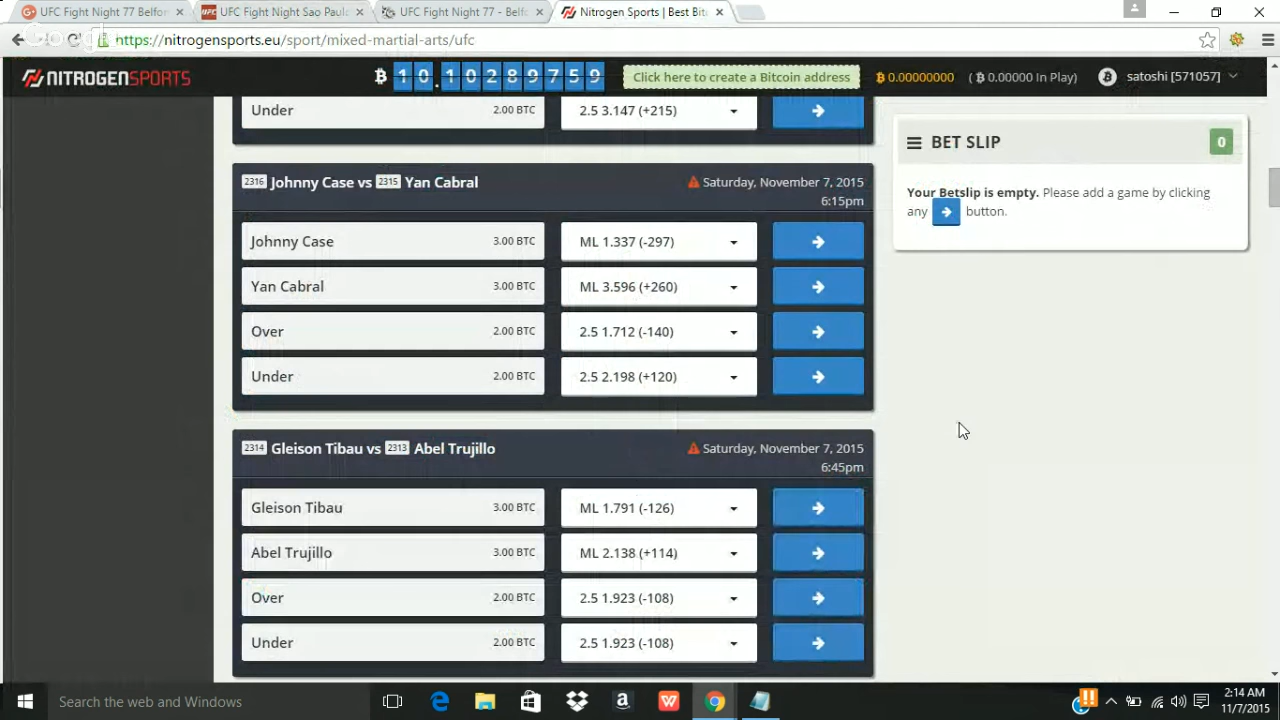 UFC Fight Night 77 Belfor
UFC Fight Night Sao Paulo
UFC Fight Night 77 - Belfo
Nitrogen Sports | Best Bit
https://nitrogensports.eu/sport/mixed-martial-arts/ufc
NITROGENSPORTS
10.10289759
Click here to create a Bitcoin address
0.00000000
( 0.00000 In Play)
satoshi [571057]
Under 2.00 BTC 2.5 3.147 (+215)
BET SLIP 0
Your Betslip is empty. Please add a game by clicking
any button.
2316 Johnny Case vs 2315 Yan Cabral Saturday, November 7, 2015
6:15pm
Johnny Case 3.00 BTC ML 1.337 (-297)
Yan Cabral 3.00 BTC ML 3.596 (+260)
Over 2.00 BTC 2.5 1.712 (-140)
Under 2.00 BTC 2.5 2.198 (+120)
2314 Gleison Tibau vs 2313 Abel Trujillo Saturday, November 7, 2015
6:45pm
Gleison Tibau 3.00 BTC ML 1.791 (-126)
Abel Trujillo 3.00 BTC ML 2.138 (+114)
Over 2.00 BTC 2.5 1.923 (-108)
Under 2.00 BTC 2.5 1.923 (-108)
Search the web and Windows
2:14 AM
11/7/2015